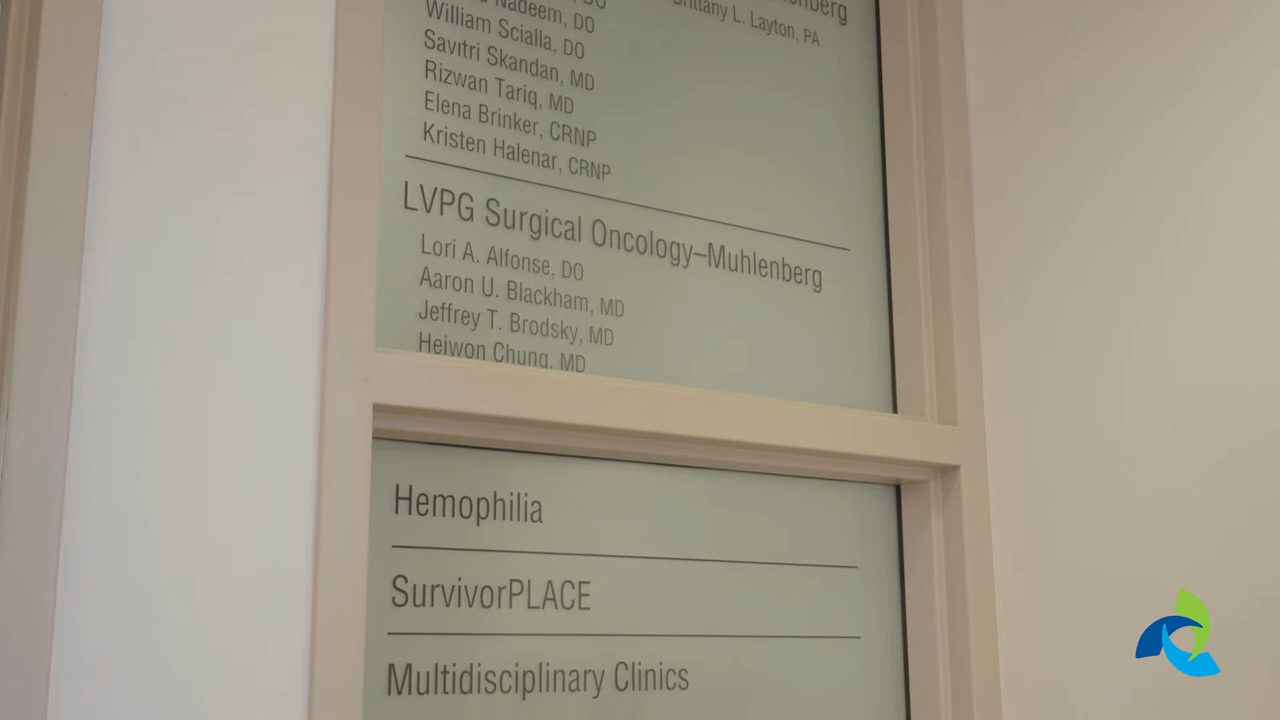 Nadeem, DO
William Scialla, DO
Savitri Skandan, MD
Rizwan Tariq, MD
Elena Brinker, CRNP
Kristen Halenar, CRNP
Brittany L. Layton, PA
LVPG Surgical Oncology–Muhlenberg
Lori A. Alfonse, DO
Aaron U. Blackham, MD
Jeffrey T. Brodsky, MD
Heiwon Chung, MD
Hemophilia
SurvivorPLACE
Multidisciplinary Clinics